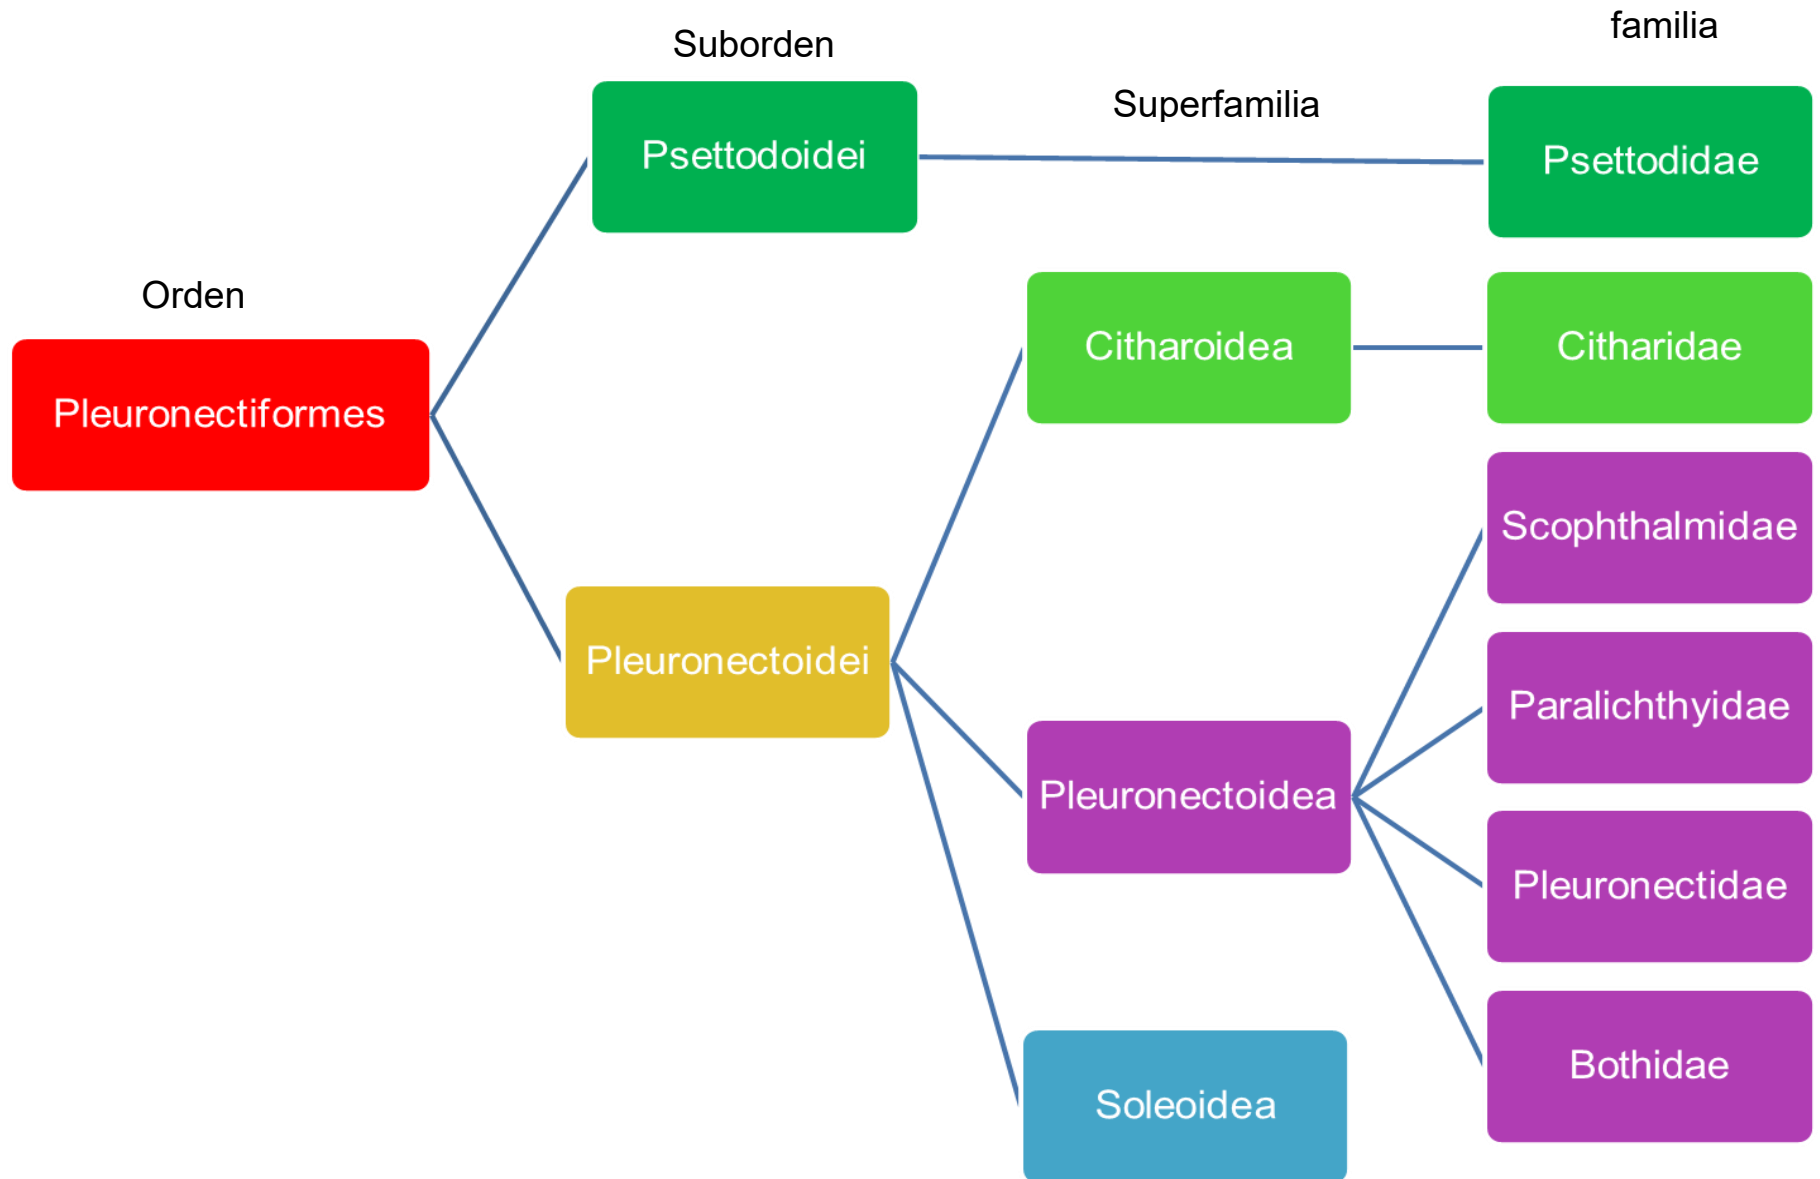 familia
Suborden
Superfamilia
Psettodoidei
Psettodidae
Orden
Citharoidea
Citharidae
Pleuronectiformes
Scophthalmidae
Pleuronectoidei
Paralichthyidae
Pleuronectoidea
Pleuronectidae
Bothidae
Soleoidea